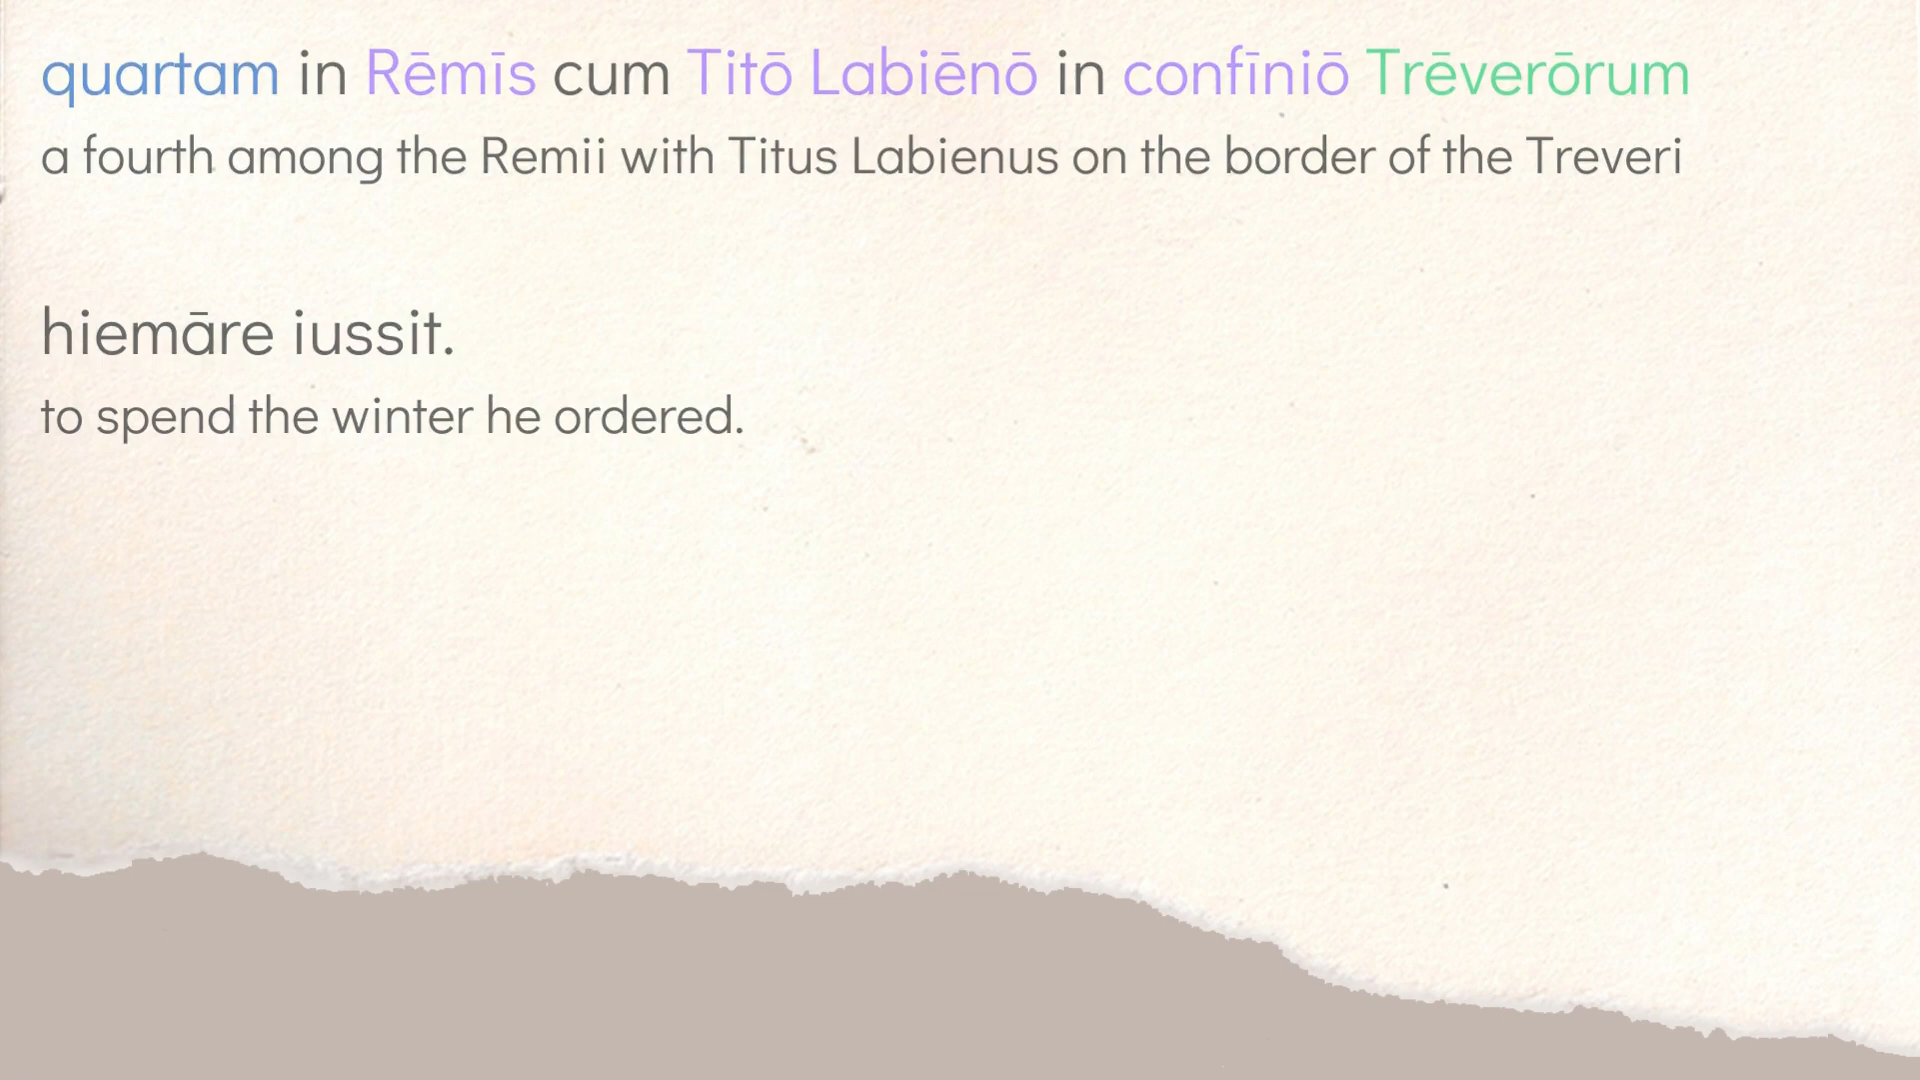 quartam in Rēmīs cum Titō Labiēnō in confīniō Trēverōrum
a fourth among the Remii with Titus Labienus on the border of the Treveri
hiemāre iussit.
to spend the winter he ordered.